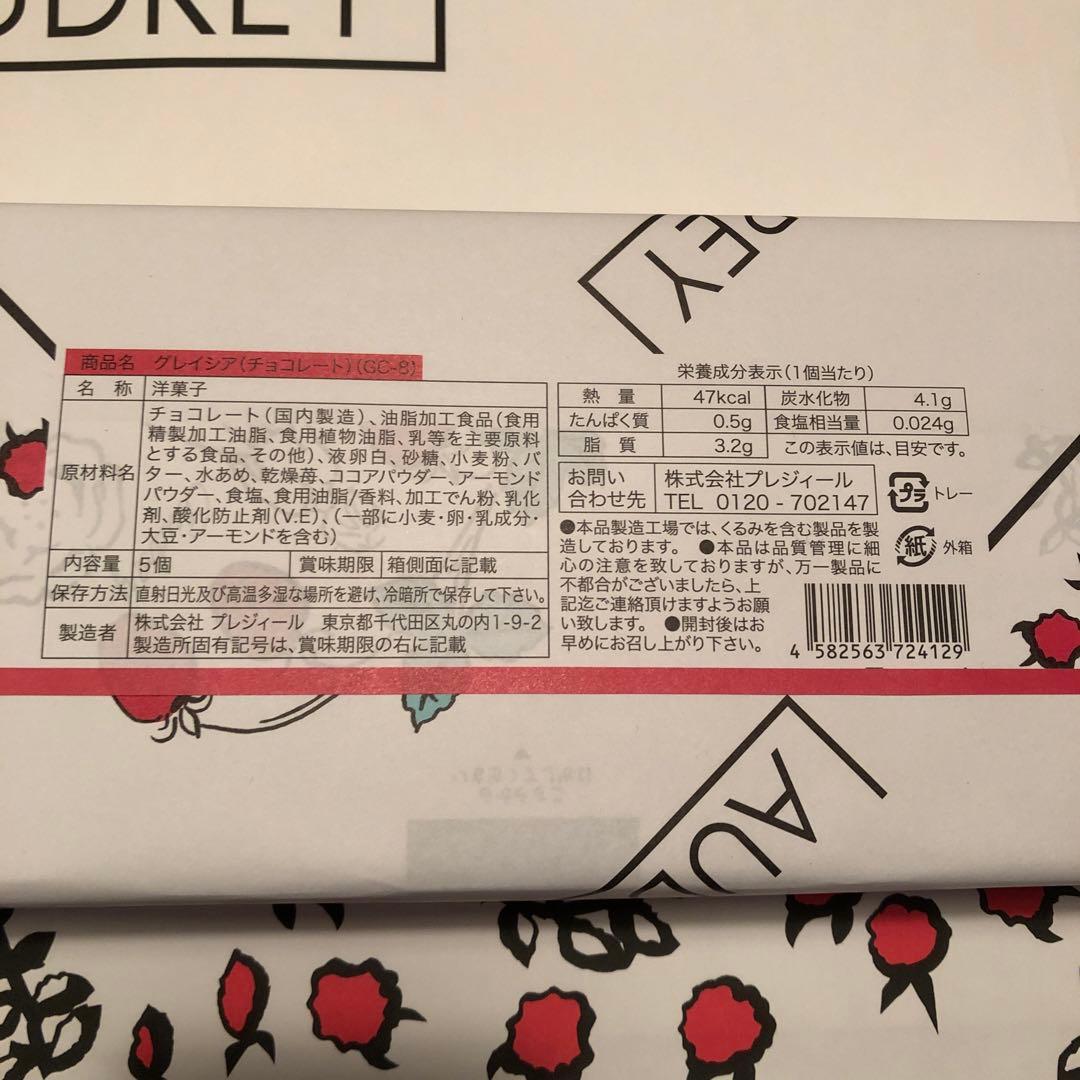 AUDREY
REY
商品名 グレイシア(チョコレート)(GC-8)
名 称 洋菓子
原材料名 チョコレート(国内製造)、油脂加工食品(食用
精製加工油脂、食用植物油脂、乳等を主要原料
とする食品、その他)、液卵白、砂糖、小麦粉、バ
ター、水あめ、乾燥苺、ココアパウダー、アーモンド
パウダー、食塩、食用油脂/香料、加工でん粉、乳化
剤、酸化防止剤(V.E)、(一部に小麦・卵・乳成分・
大豆・アーモンドを含む)
内容量 5個 賞味期限 箱側面に記載
保存方法 直射日光及び高温多湿な場所を避け、冷暗所で保存して下さい。
製造者 株式会社 プレジィール 東京都千代田区丸の内1-9-2
製造所固有記号は、賞味期限の右に記載
栄養成分表示(1個当たり)
熱 量 47kcal 炭水化物 4.1g
たんぱく質 0.5g 食塩相当量 0.024g
脂 質 3.2g この表示値は、目安です。
お問い
合わせ先
株式会社プレジィール
TEL 0120-702147
プラ トレー
紙 外箱
●本品製造工場では、くるみを含む製品を製
造しております。 ●本品は品質管理に細
心の注意を致しておりますが、万一製品に
不都合がございましたら、上
記迄ご連絡頂けますようお願
い致します。 ●開封後はお
早めにお召し上がり下さい。
4 582563 724129
AUD